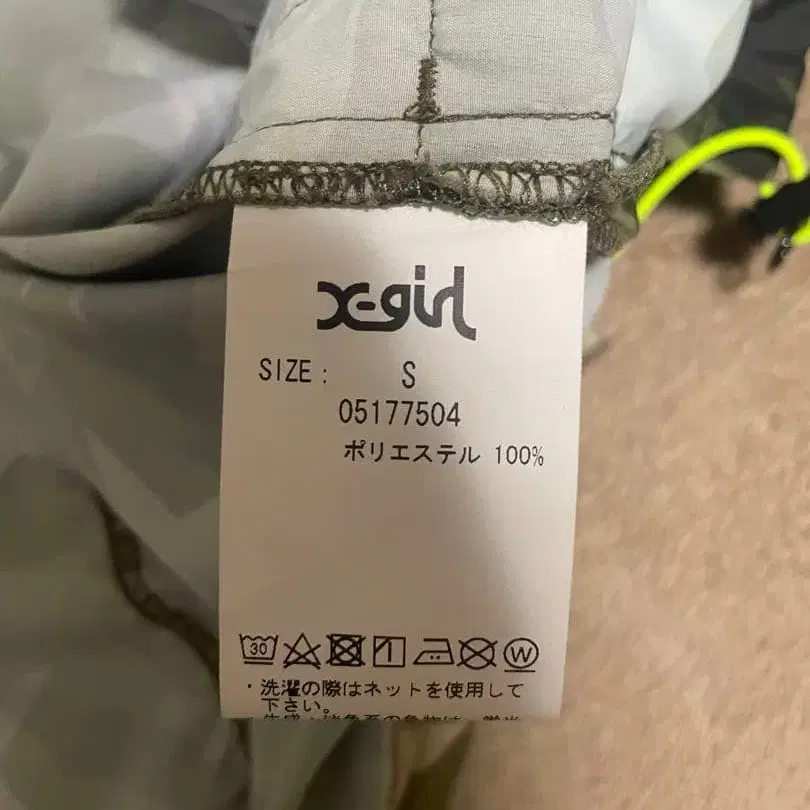 X-girl
SIZE: S
05177504
ポリエステル 100%
30 W
・洗濯の際はネットを使用して
下さい。